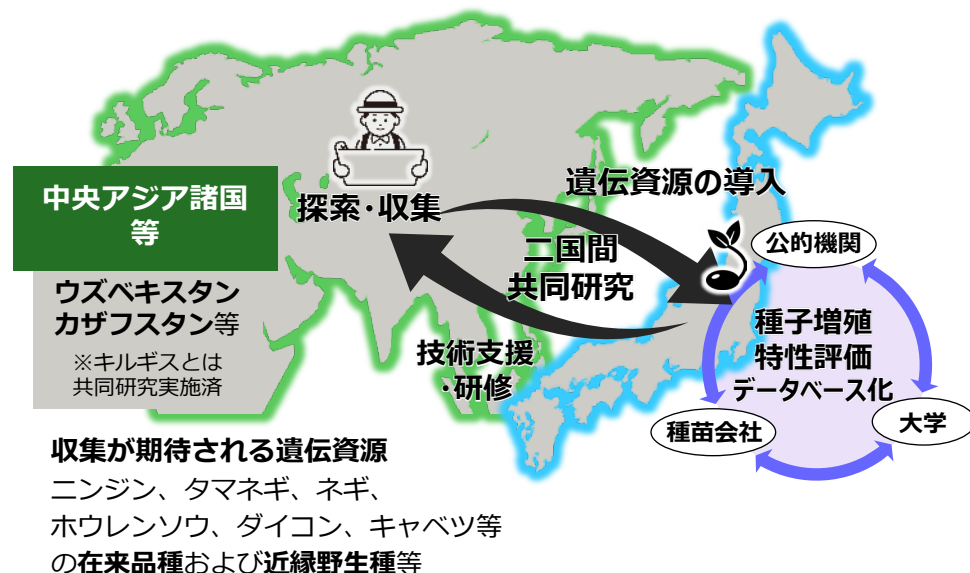 中央アジア諸国
等
ウズベキスタン
カザフスタン等
※キルギスとは
共同研究実施済
探索・収集
遺伝資源の導入
二国間
共同研究
技術支援
・研修
公的機関
種子増殖
特性評価
データベース化
種苗会社
大学
収集が期待される遺伝資源
ニンジン、タマネギ、ネギ、
ホウレンソウ、ダイコン、キャベツ等
の在来品種および近縁野生種等